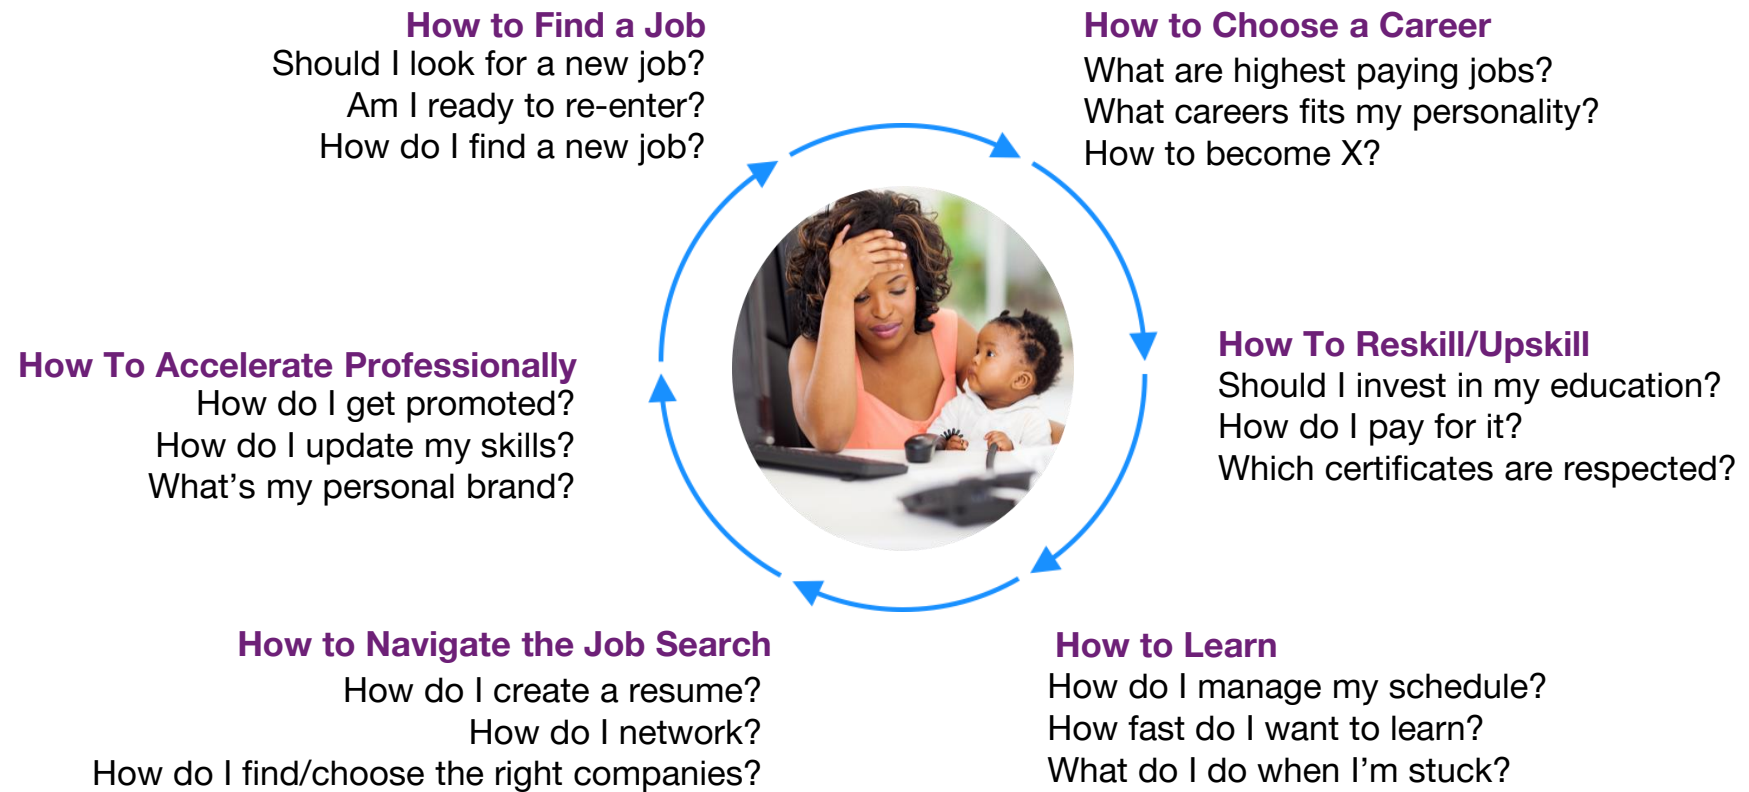 How to Find a Job
Should I look for a new job?
Am I ready to re-enter?
How do I find a new job?
How to Choose a Career
What are highest paying jobs?
What careers fits my personality?
How to become X?
How To Reskill/Upskill
Should I invest in my education?
How do I pay for it?
Which certificates are respected?
How to Learn
How do I manage my schedule?
How fast do I want to learn?
What do I do when I’m stuck?
How to Navigate the Job Search
How do I create a resume?
How do I network?
How do I find/choose the right companies?
How To Accelerate Professionally
How do I get promoted?
How do I update my skills?
What’s my personal brand?